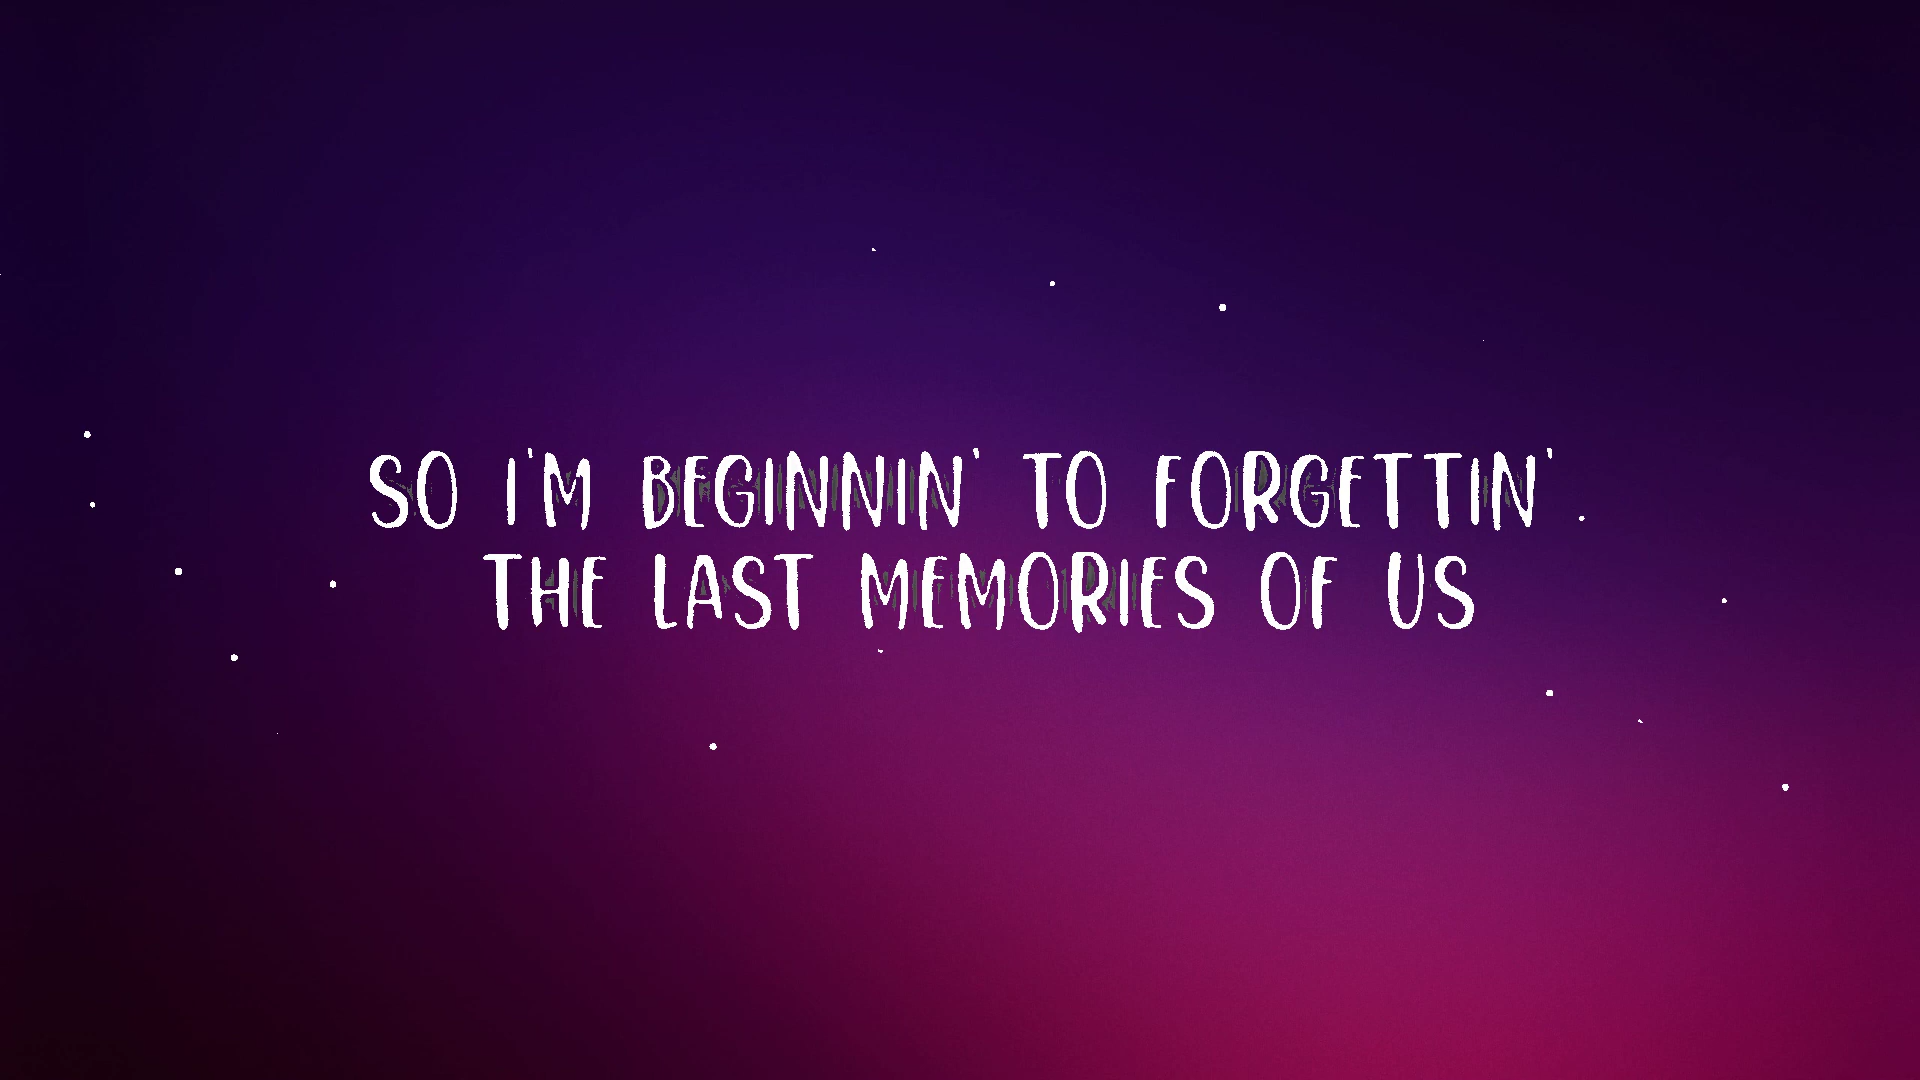 SO I'M BEGINNIN' TO FORGETTIN'
THE LAST MEMORIES OF US